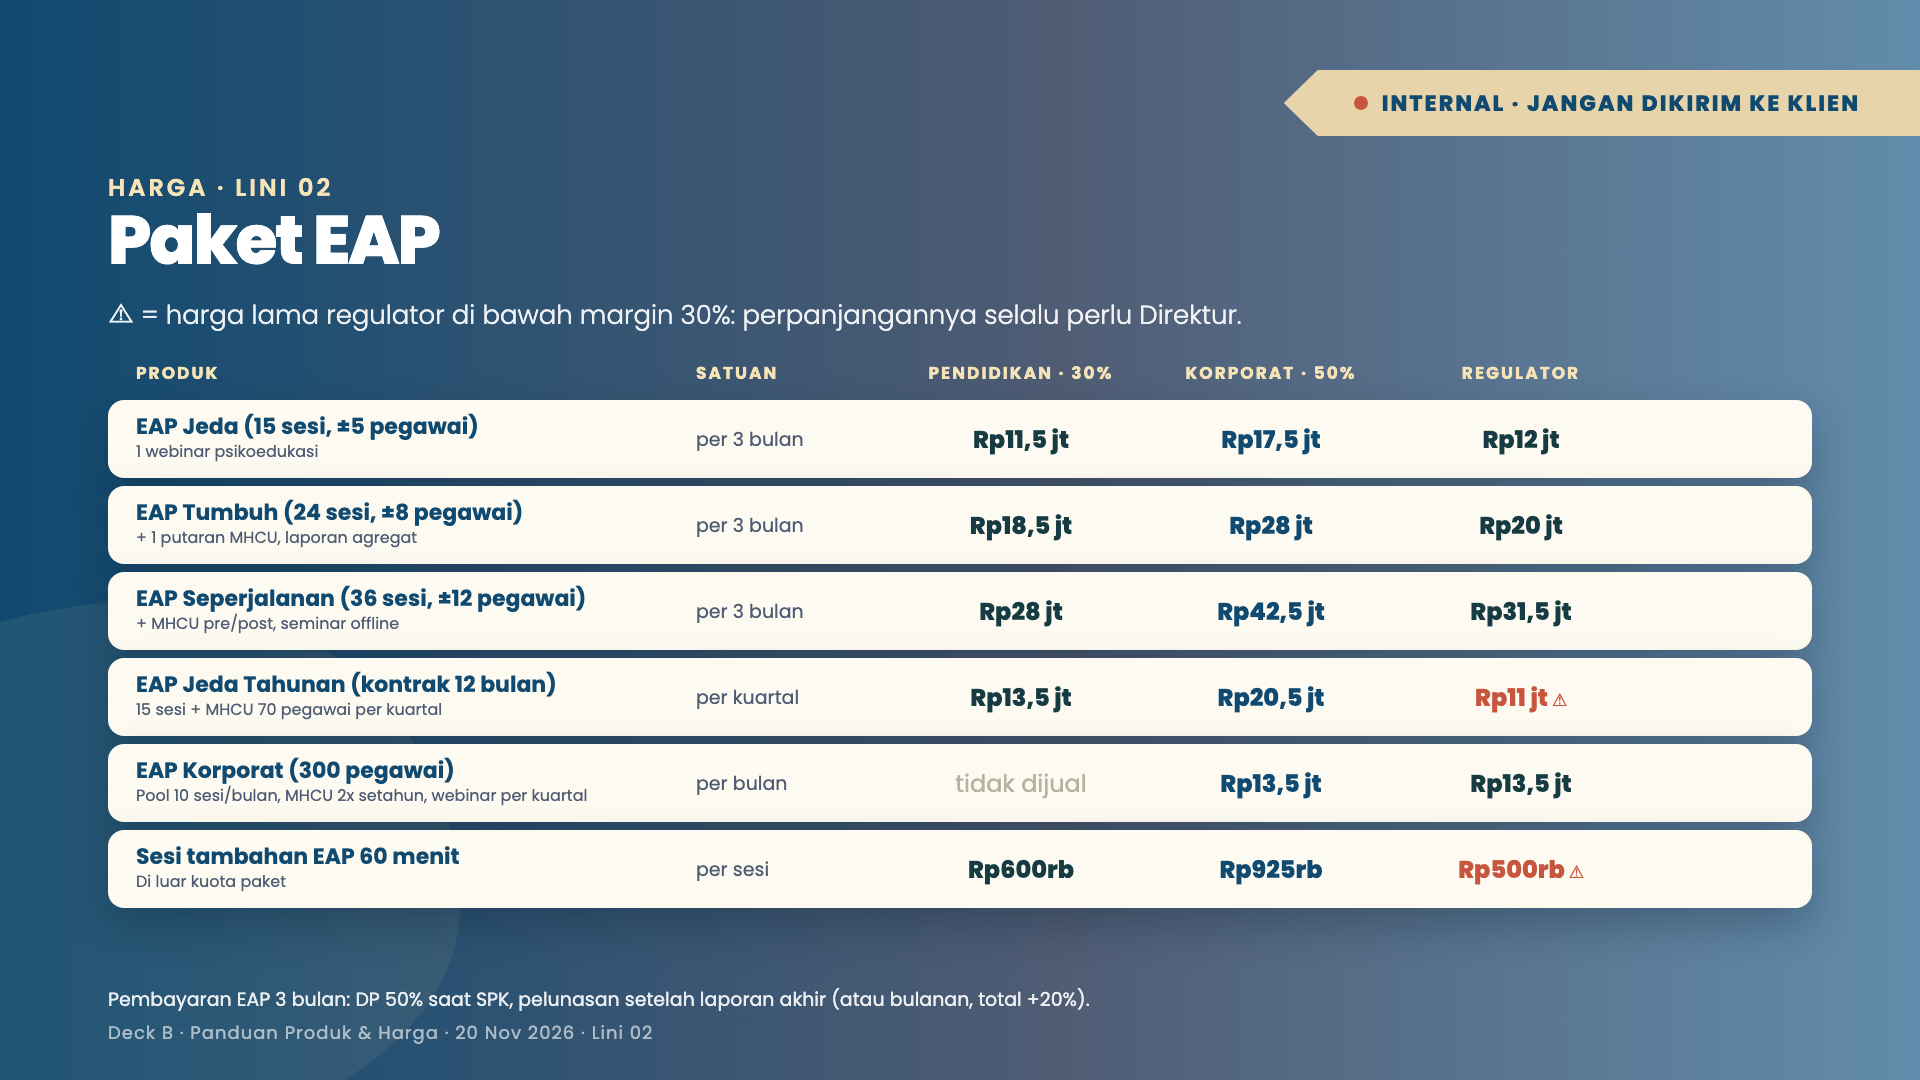 INTERNAL · JANGAN DIKIRIM KE KLIEN
HARGA · LINI 02
Paket EAP
⚠ = harga lama regulator di bawah margin 30%: perpanjangannya selalu perlu Direktur.
PRODUK SATUAN PENDIDIKAN · 30% KORPORAT · 50% REGULATOR
EAP Jeda (15 sesi, ±5 pegawai)
1 webinar psikoedukasi
per 3 bulan Rp11,5 jt Rp17,5 jt Rp12 jt
EAP Tumbuh (24 sesi, ±8 pegawai)
+ 1 putaran MHCU, laporan agregat
per 3 bulan Rp18,5 jt Rp28 jt Rp20 jt
EAP Seperjalanan (36 sesi, ±12 pegawai)
+ MHCU pre/post, seminar offline
per 3 bulan Rp28 jt Rp42,5 jt Rp31,5 jt
EAP Jeda Tahunan (kontrak 12 bulan)
15 sesi + MHCU 70 pegawai per kuartal
per kuartal Rp13,5 jt Rp20,5 jt Rp11 jt ⚠
EAP Korporat (300 pegawai)
Pool 10 sesi/bulan, MHCU 2x setahun, webinar per kuartal
per bulan tidak dijual Rp13,5 jt Rp13,5 jt
Sesi tambahan EAP 60 menit
Di luar kuota paket
per sesi Rp600rb Rp925rb Rp500rb ⚠
Pembayaran EAP 3 bulan: DP 50% saat SPK, pelunasan setelah laporan akhir (atau bulanan, total +20%).
Deck B · Panduan Produk & Harga · 20 Nov 2026 · Lini 02